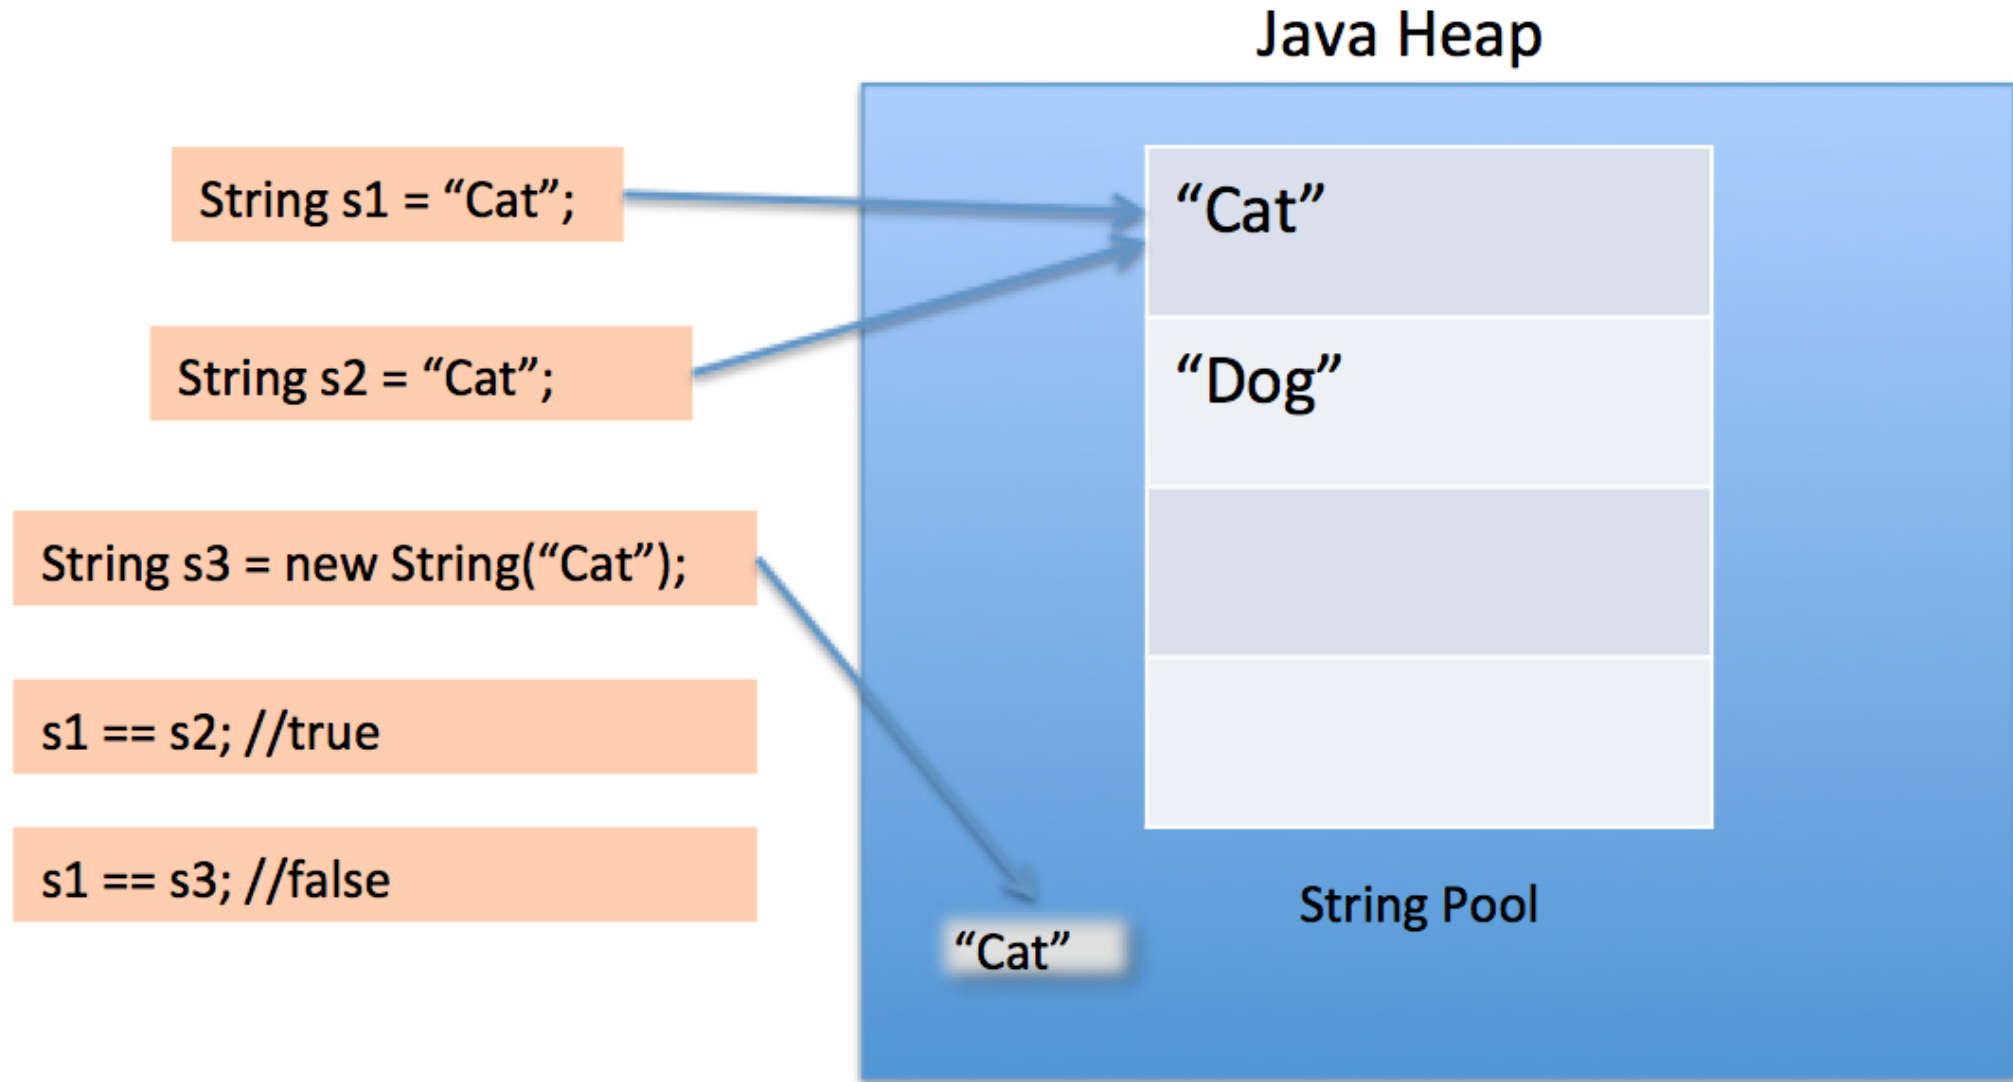 Java Heap
String s1 = “Cat”;
String s2 = “Cat”;
String s3 = new String(“Cat”);
s1 == s2; //true
s1 == s3; //false
“Cat”
“Dog”
String Pool
“Cat”